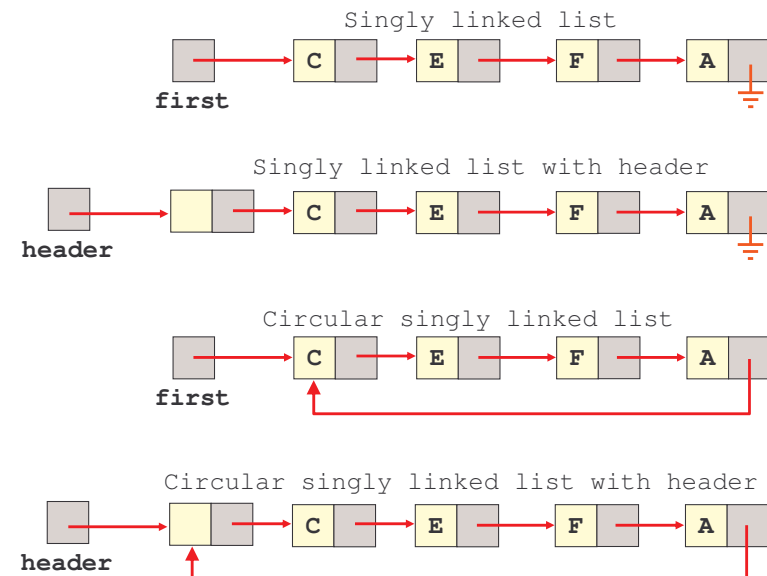 Singly linked list
C E F A
first
Singly linked list with header
C E F A
header
Circular singly linked list
C E F A
first
Circular singly linked list with header
C E F A
header